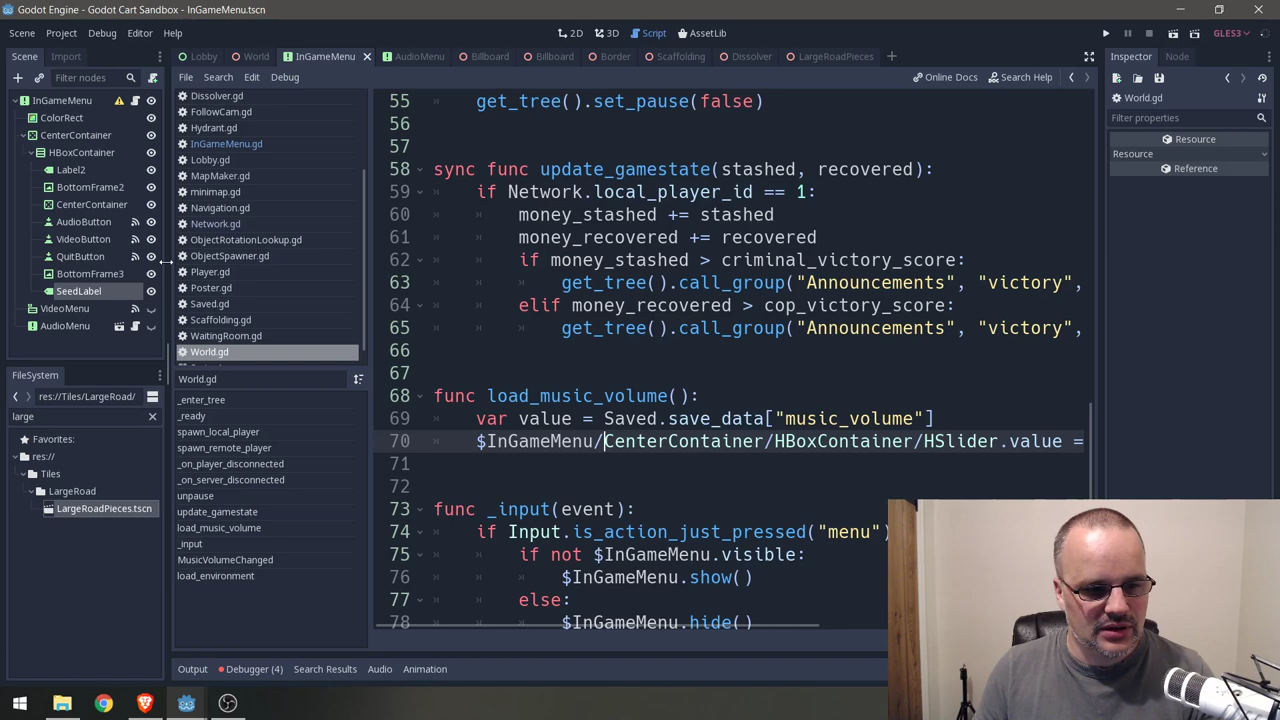 Godot Engine - Godot Cart Sandbox - InGameMenu.tscn
Scene Project Debug Editor Help
2D 3D Script AssetLib
GLES3
Scene Import
Lobby World InGameMenu AudioMenu Billboard Billboard Border Scaffolding Dissolver LargeRoadPieces
Inspector Node
Filter nodes
File Search Edit Debug
Online Docs Search Help
World.gd
Filter properties
Resource
Resource
Reference
InGameMenu
ColorRect
CenterContainer
HBoxContainer
Label2
BottomFrame2
CenterContainer
AudioButton
VideoButton
QuitButton
BottomFrame3
SeedLabel
VideoMenu
AudioMenu
FileSystem
res://Tiles/LargeRoad/
large
Favorites:
res://
Tiles
LargeRoad
LargeRoadPieces.tscn
Dissolver.gd
FollowCam.gd
Hydrant.gd
InGameMenu.gd
Lobby.gd
MapMaker.gd
minimap.gd
Navigation.gd
Network.gd
ObjectRotationLookup.gd
ObjectSpawner.gd
Player.gd
Poster.gd
Saved.gd
Scaffolding.gd
WaitingRoom.gd
World.gd
World.gd
_enter_tree
_ready
spawn_local_player
spawn_remote_player
_on_player_disconnected
_on_server_disconnected
unpause
update_gamestate
load_music_volume
_input
MusicVolumeChanged
load_environment
55 get_tree().set_pause(false)
56
57
58 sync func update_gamestate(stashed, recovered):
59 if Network.local_player_id == 1:
60 money_stashed += stashed
61 money_recovered += recovered
62 if money_stashed > criminal_victory_score:
63 get_tree().call_group("Announcements", "victory",
64 elif money_recovered > cop_victory_score:
65 get_tree().call_group("Announcements", "victory",
66
67
68 func load_music_volume():
69 var value = Saved.save_data["music_volume"]
70 $InGameMenu/CenterContainer/HBoxContainer/HSlider.value =
71
72
73 func _input(event):
74 if Input.is_action_just_pressed("menu")
75 if not $InGameMenu.visible:
76 $InGameMenu.show()
77 else:
78 $InGameMenu.hide()
Output Debugger (4) Search Results Audio Animation